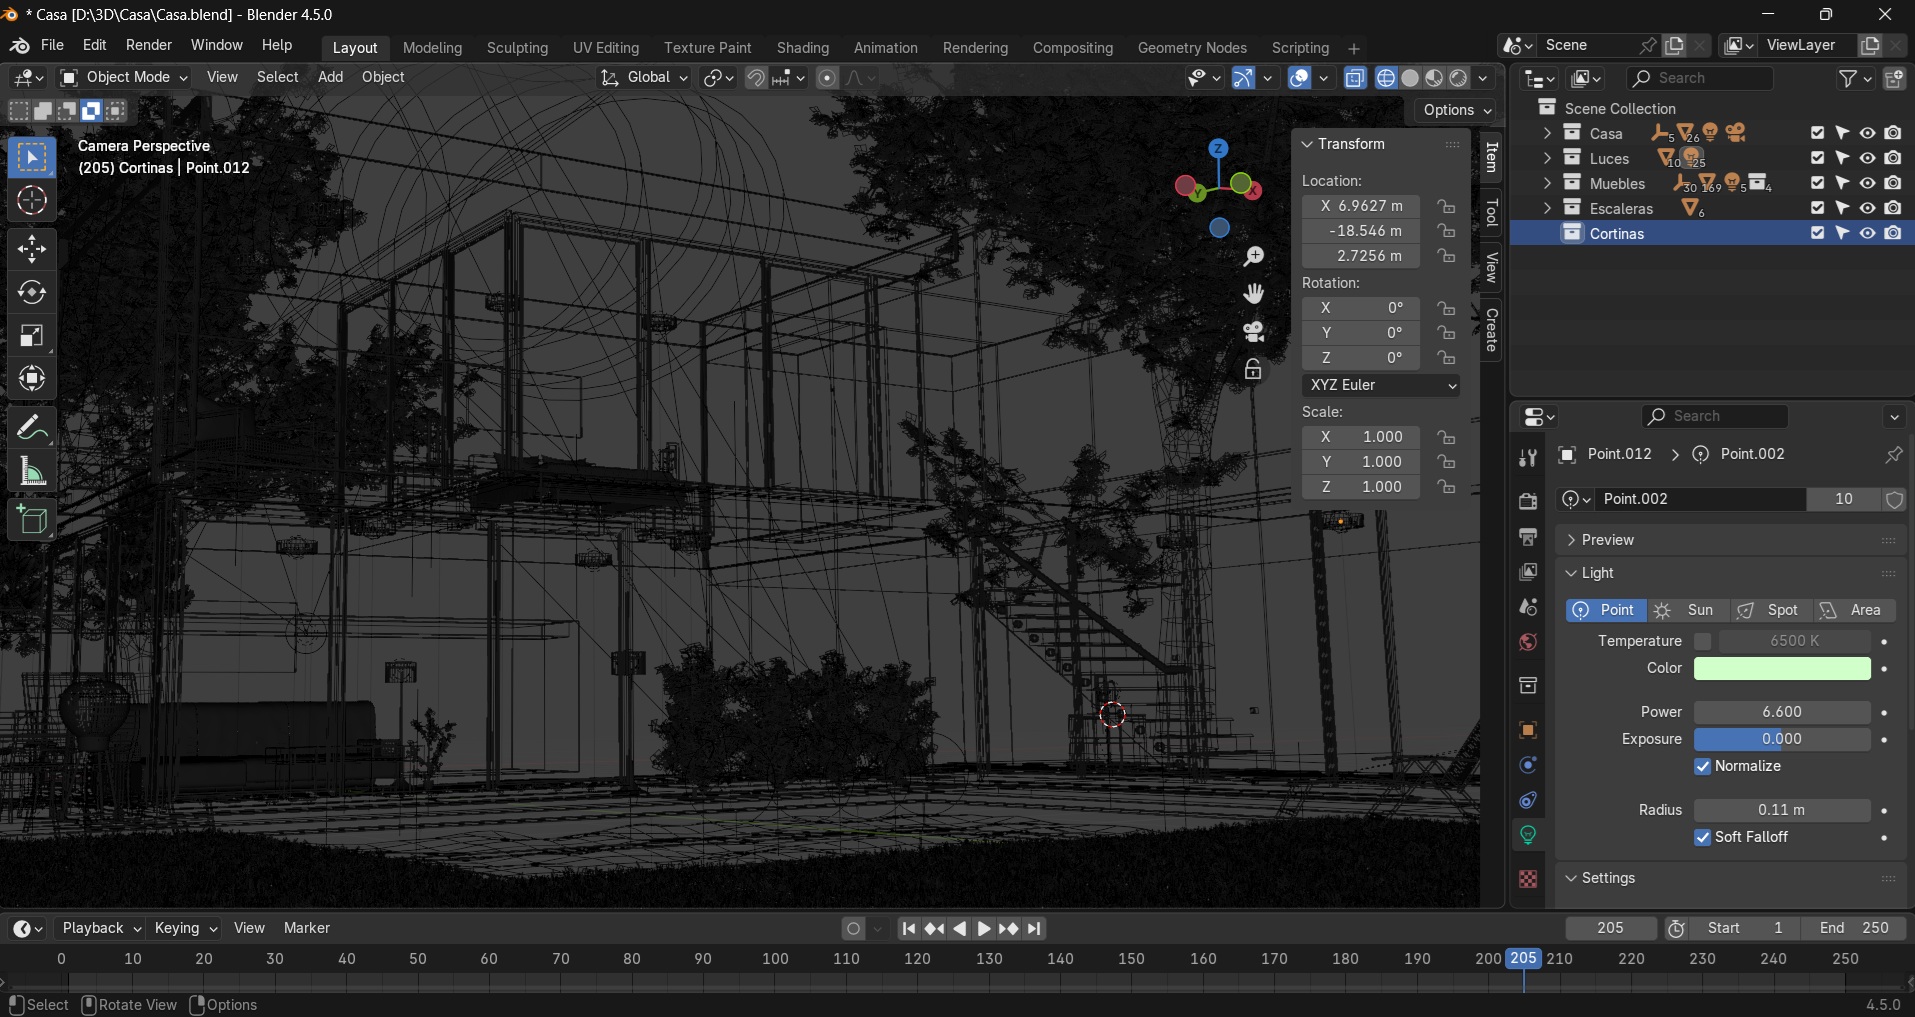 * Casa [D:\3D\Casa\Casa.blend] - Blender 4.5.0
File Edit Render Window Help Layout Modeling Sculpting UV Editing Texture Paint Shading Animation Rendering Compositing Geometry Nodes Scripting + Scene ViewLayer
Object Mode View Select Add Object Global Search
Options
Camera Perspective
(205) Cortinas | Point.012
Z
X
Y
Transform
Location:
X 6.9627 m
-18.546 m
2.7256 m
Rotation:
X 0°
Y 0°
Z 0°
XYZ Euler
Scale:
X 1.000
Y 1.000
Z 1.000
Item
Tool
View
Create
Scene Collection
Casa 5 26
Luces 10 25
Muebles 30 169 5 4
Escaleras 6
Cortinas
Search
Point.012 > Point.002
Point.002 10
Preview
Light
Point Sun Spot Area
Temperature 6500 K
Color
Power 6.600
Exposure 0.000
Normalize
Radius 0.11 m
Soft Falloff
Settings
Playback Keying View Marker 205 Start 1 End 250
0 10 20 30 40 50 60 70 80 90 100 110 120 130 140 150 160 170 180 190 200 205 210 220 230 240 250
Select Rotate View Options 4.5.0